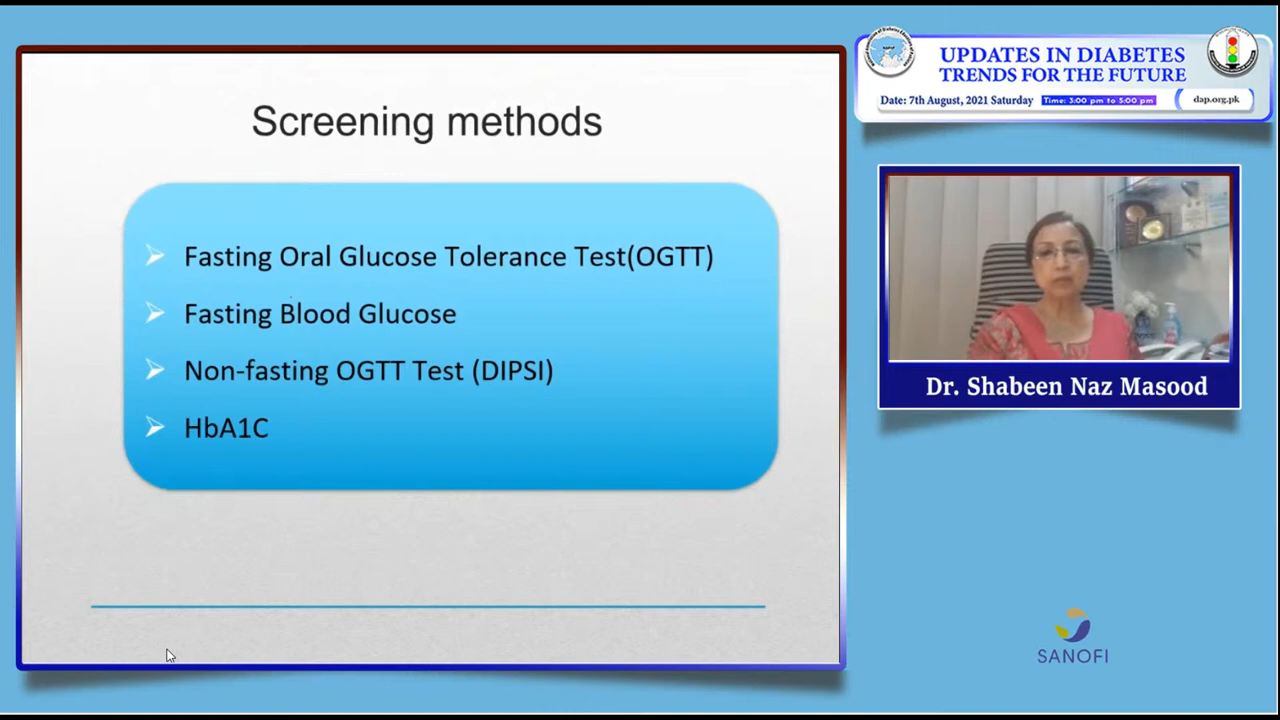 Screening methods
Fasting Oral Glucose Tolerance Test(OGTT)
Fasting Blood Glucose
Non-fasting OGTT Test (DIPSI)
HbA1C
UPDATES IN DIABETES
TRENDS FOR THE FUTURE
Date: 7th August, 2021 Saturday Time: 3:00 pm to 5:00 pm dap.org.pk
Dr. Shabeen Naz Masood
SANOFI